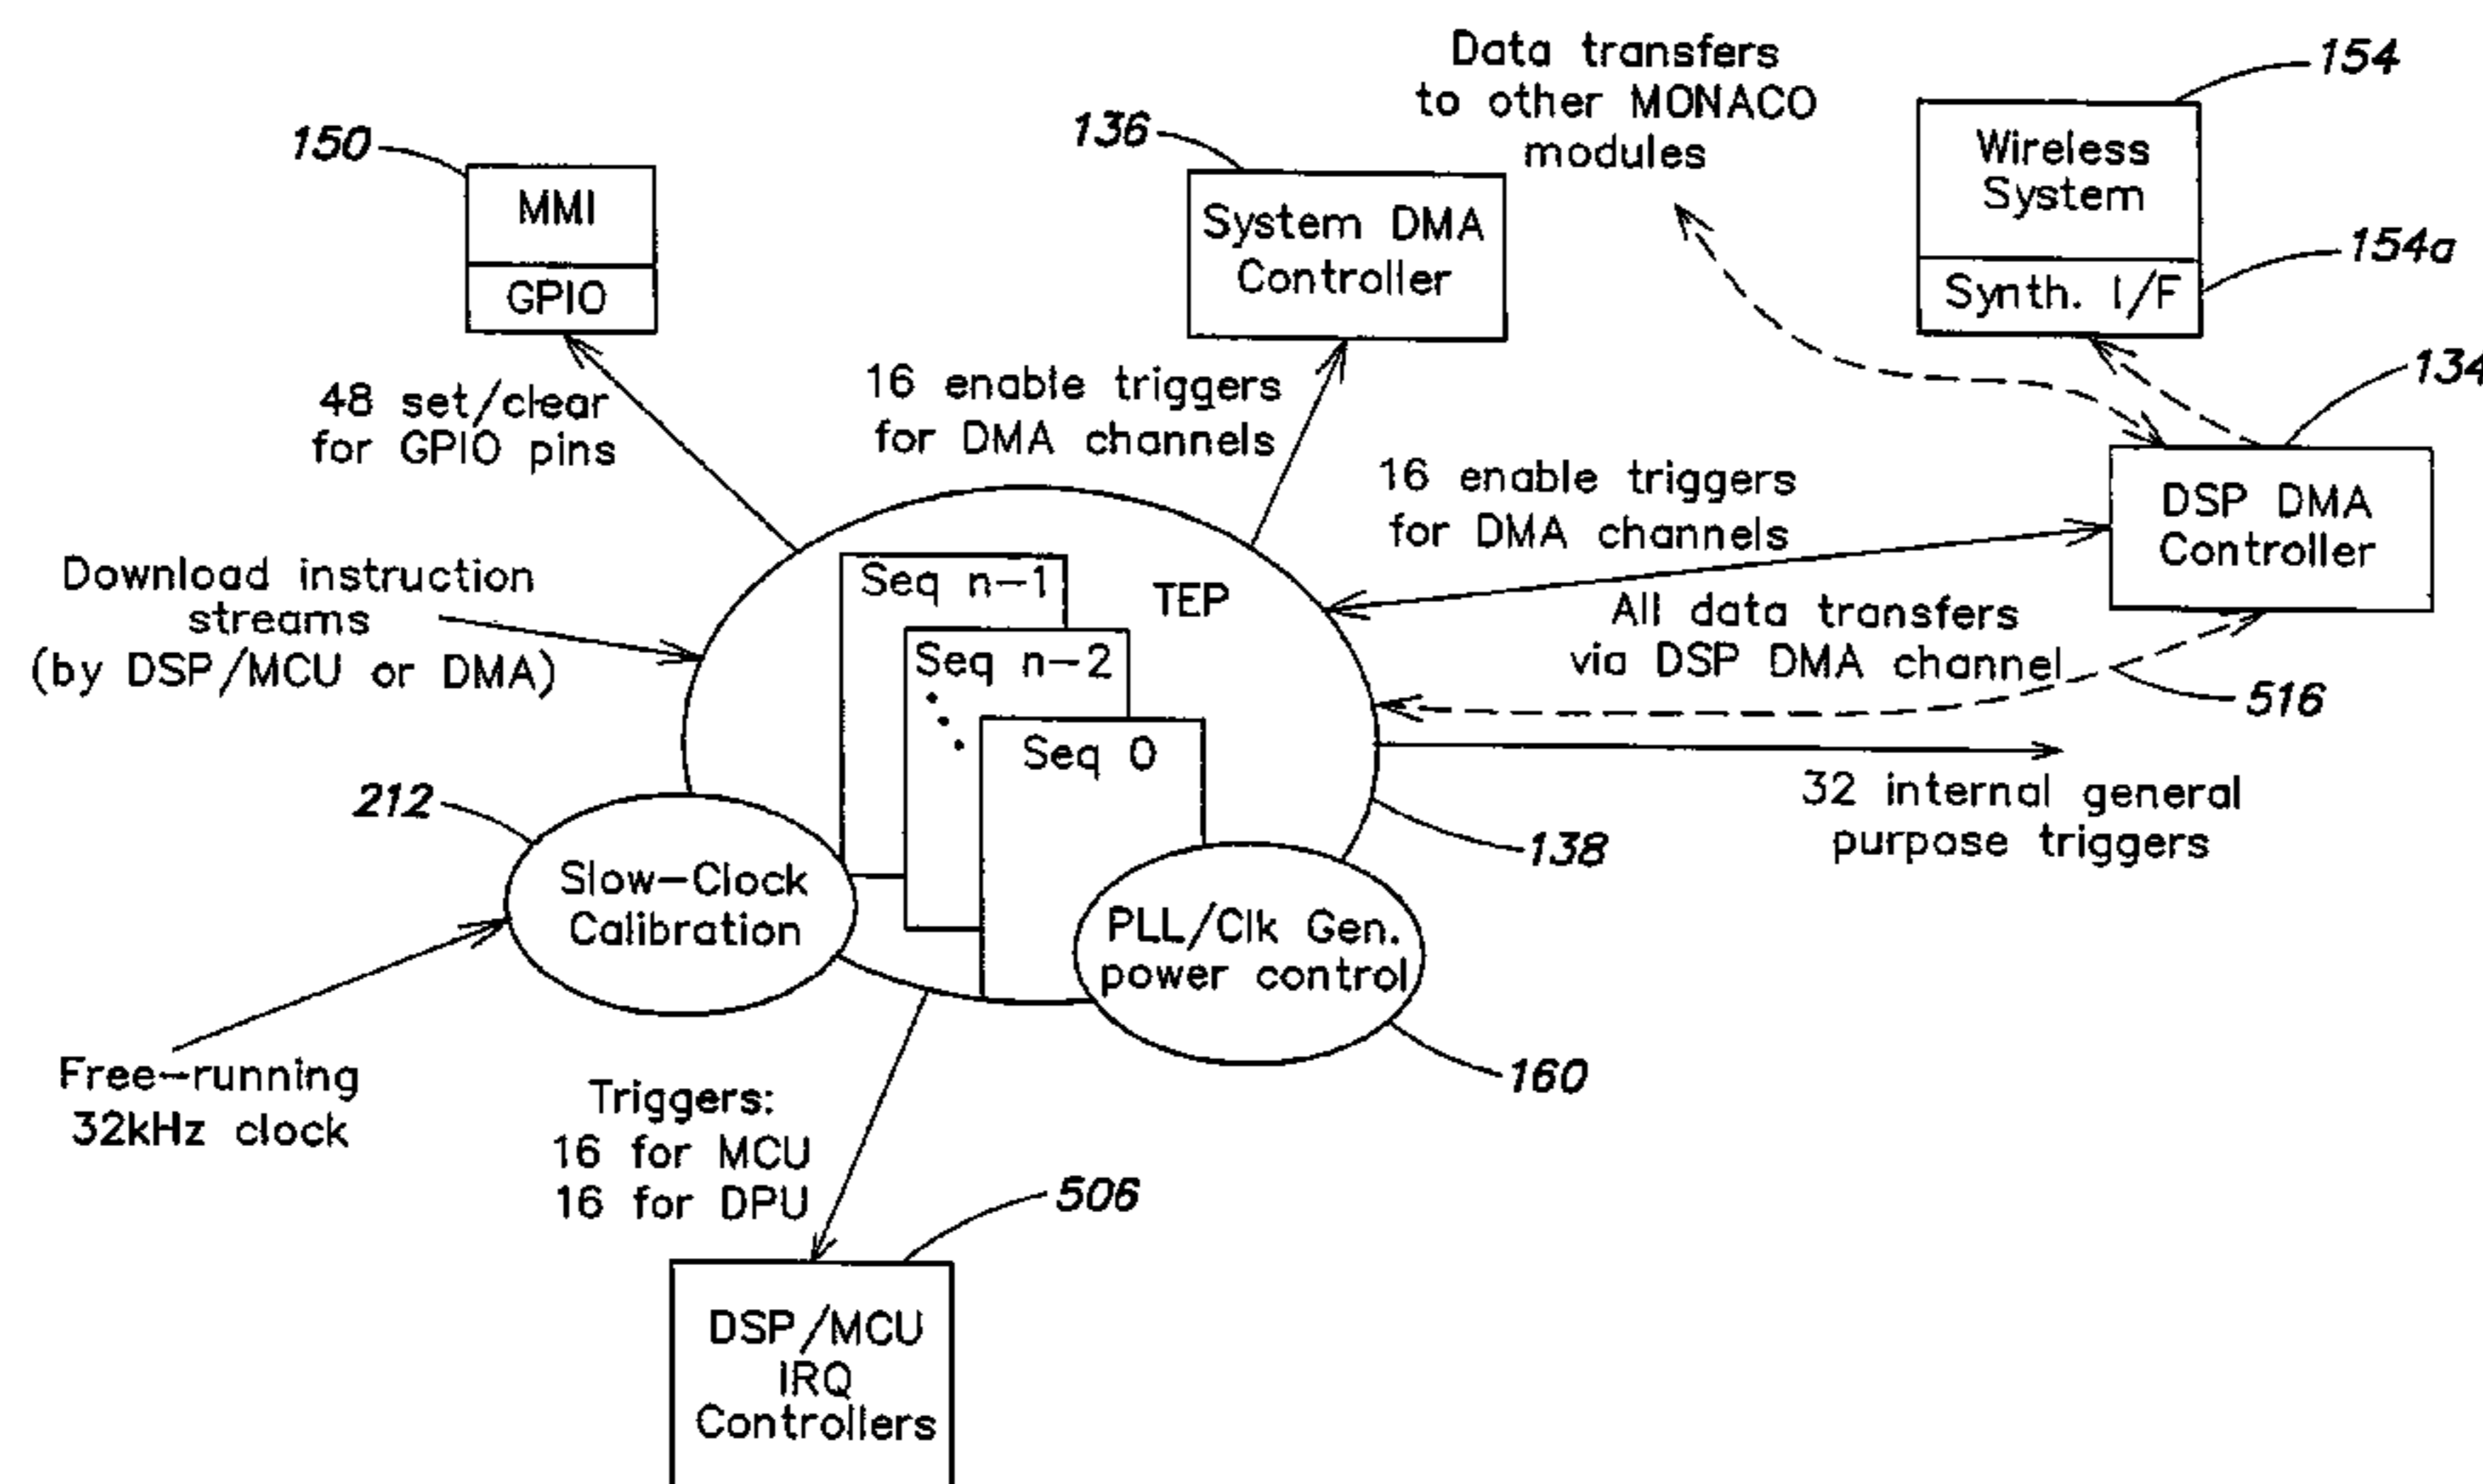 Data transfers
to other MONACO
modules
154
Wireless
System
154a
Synth. I/F
150
MMI
GPIO
136
System DMA
Controller
134
48 set/clear
for GPIO pins
16 enable triggers
for DMA channels
16 enable triggers
for DMA channels
DSP DMA
Controller
Download instruction
streams
(by DSP/MCU or DMA)
Seq n-1
TEP
Seq n-2
Seq 0
All data transfers
via DSP DMA channel
516
32 internal general
purpose triggers
138
212
Slow-Clock
Calibration
PLL/Clk Gen.
power control
160
Free-running
32kHz clock
Triggers:
16 for MCU
16 for DPU
506
DSP/MCU
IRQ
Controllers